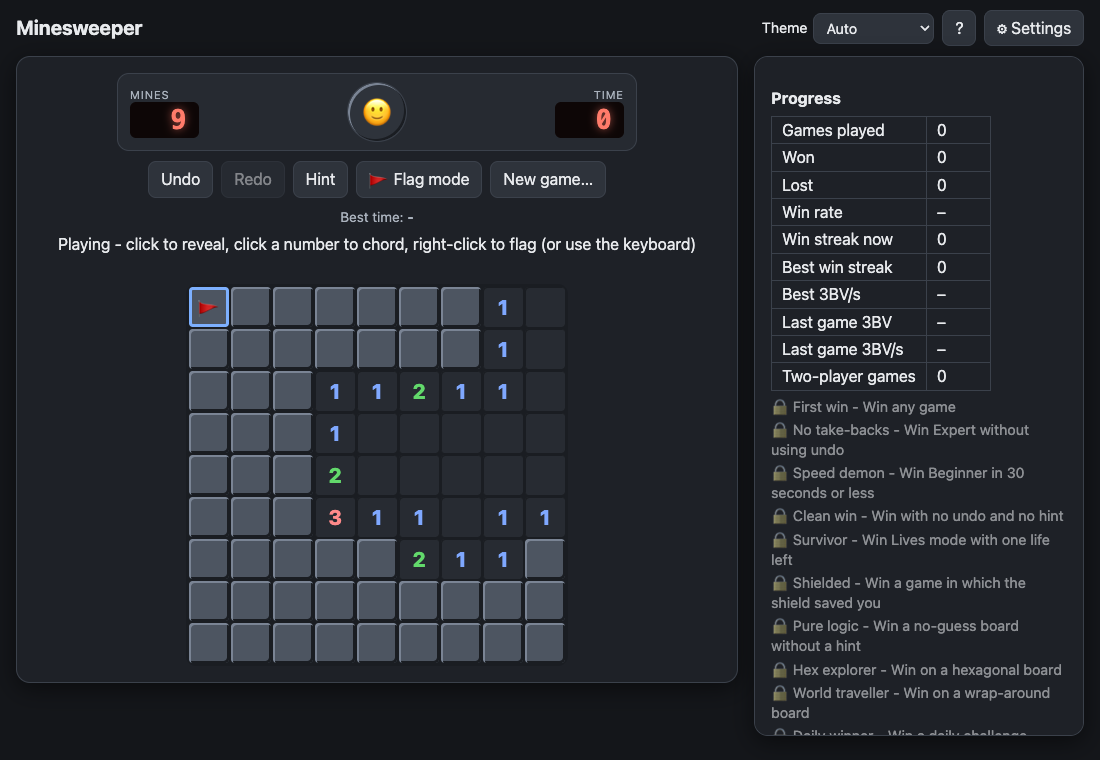 Minesweeper
Theme Auto ? ⚙ Settings
MINES
9
TIME
0
Undo Redo Hint Flag mode New game...
Best time: -
Playing - click to reveal, click a number to chord, right-click to flag (or use the keyboard)
1
1
1 1 2 1 1
1
2
3 1 1 1 1
2 1 1
Progress
Games played 0
Won 0
Lost 0
Win rate –
Win streak now 0
Best win streak 0
Best 3BV/s –
Last game 3BV –
Last game 3BV/s –
Two-player games 0
First win - Win any game
No take-backs - Win Expert without
using undo
Speed demon - Win Beginner in 30
seconds or less
Clean win - Win with no undo and no hint
Survivor - Win Lives mode with one life
left
Shielded - Win a game in which the
shield saved you
Pure logic - Win a no-guess board
without a hint
Hex explorer - Win on a hexagonal board
World traveller - Win on a wrap-around
board
Daily winner - Win a daily challenge